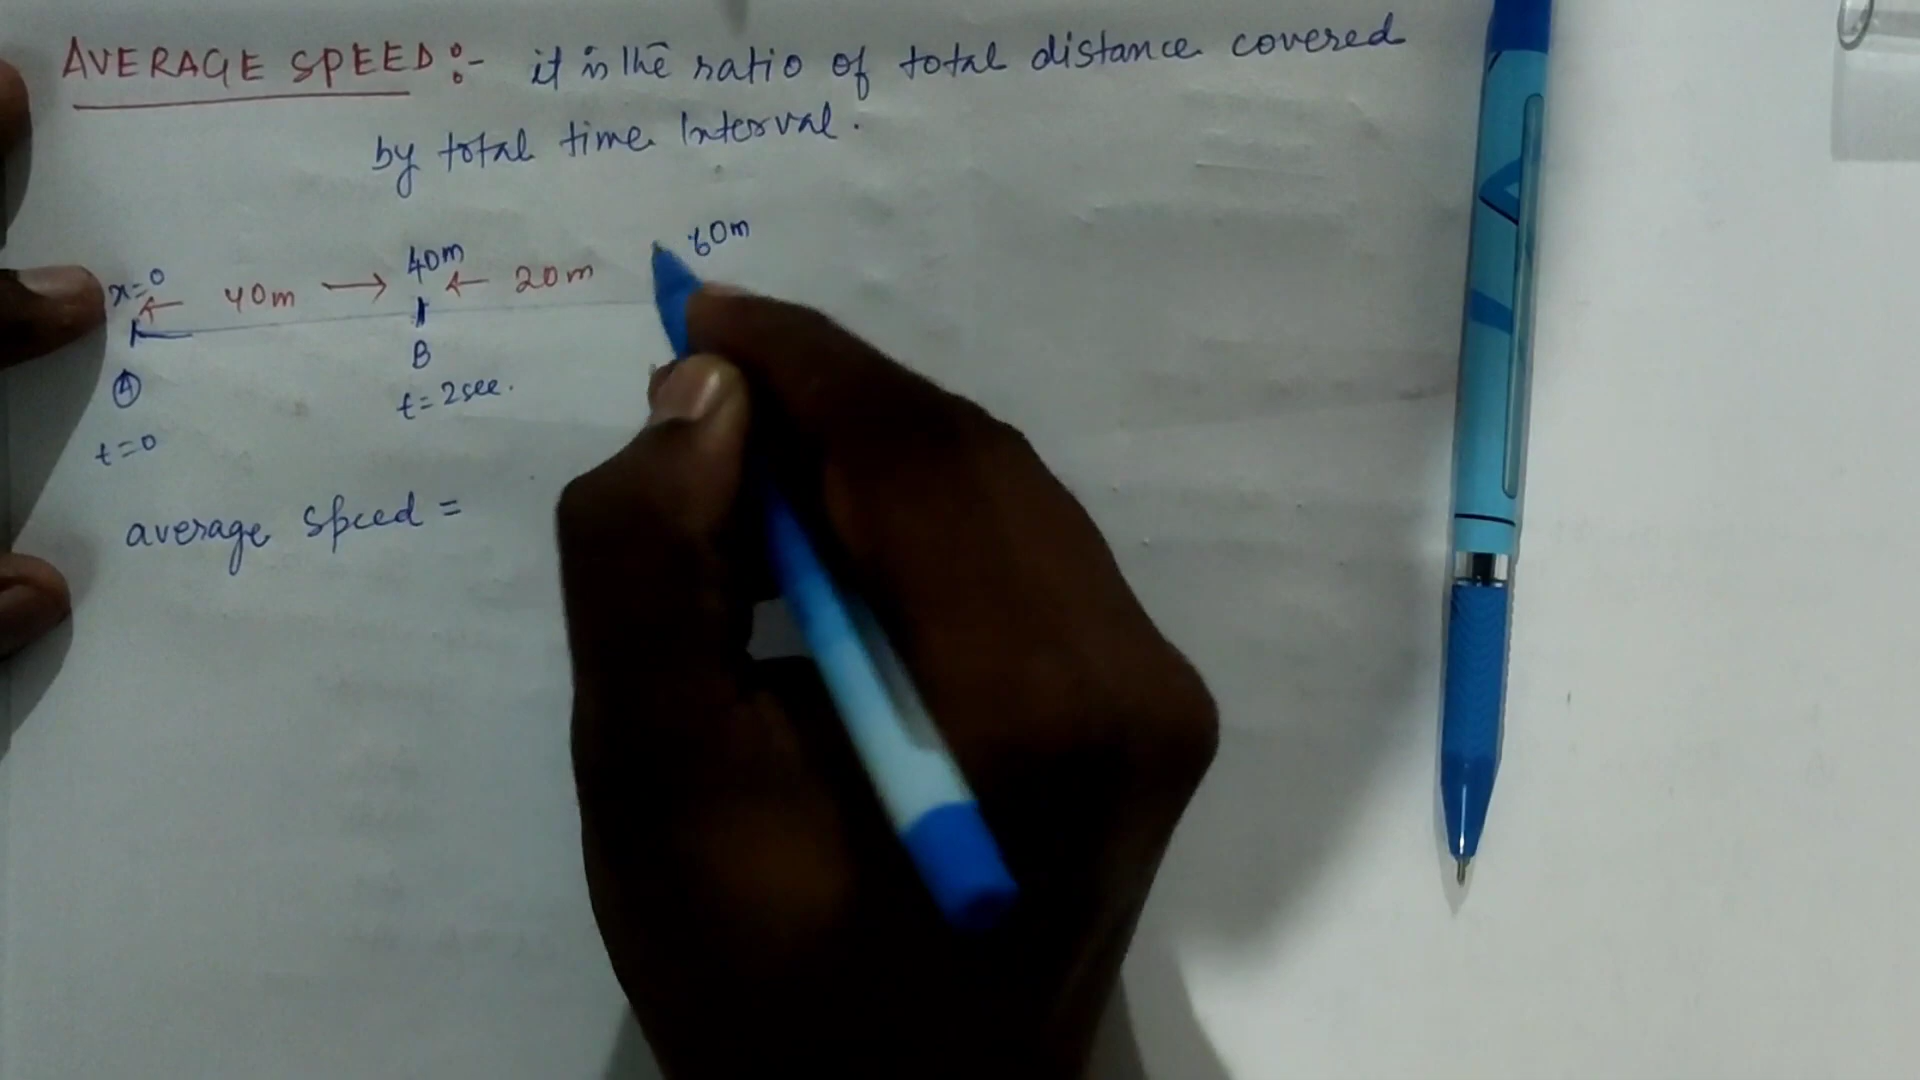 AVERAGE SPEED :- it is the ratio of total distance covered
by total time Interval.
x=0 40m 40m 20m 60m
A B
t=0 t=2sec.
average speed =